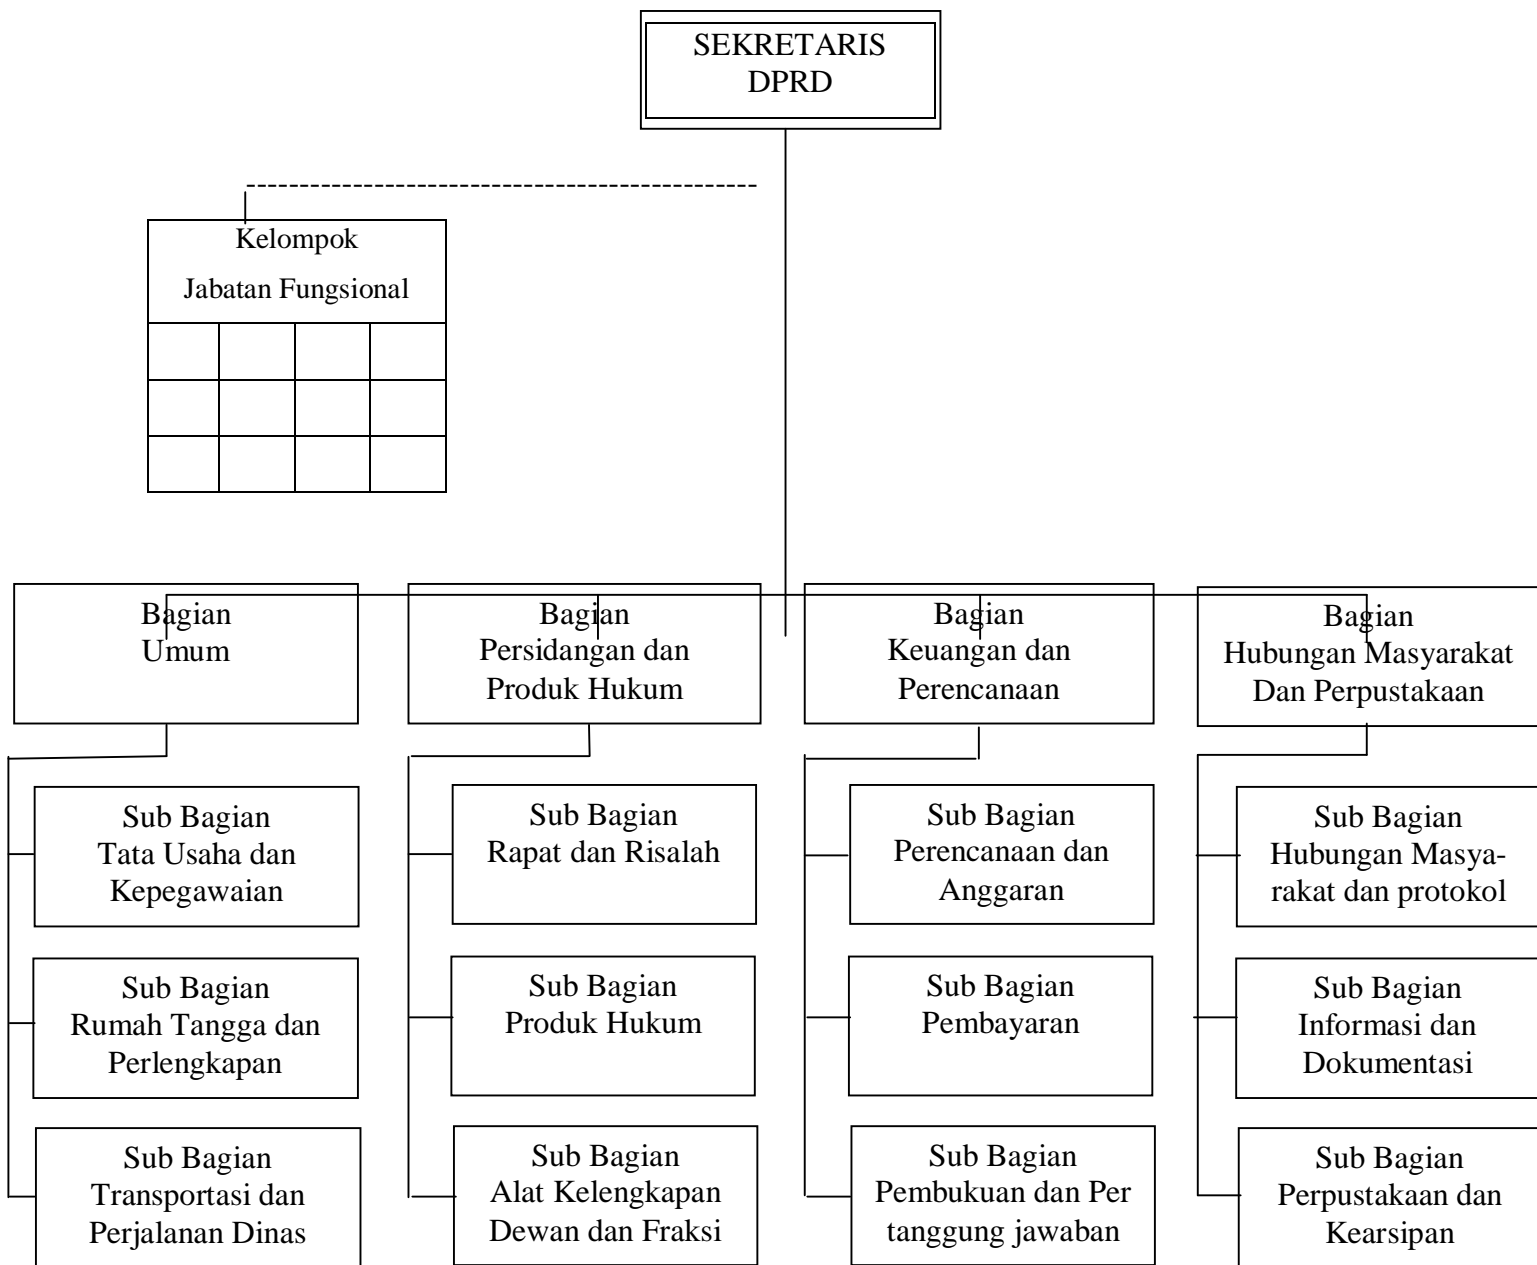 SEKRETARIS
DPRD
Kelompok
Jabatan Fungsional
Bagian
Umum
Bagian
Persidangan dan
Produk Hukum
Bagian
Keuangan dan
Perencanaan
Bagian
Hubungan Masyarakat
Dan Perpustakaan
Sub Bagian
Tata Usaha dan
Kepegawaian
Sub Bagian
Rapat dan Risalah
Sub Bagian
Perencanaan dan
Anggaran
Sub Bagian
Hubungan Masya-
rakat dan protokol
Sub Bagian
Rumah Tangga dan
Perlengkapan
Sub Bagian
Produk Hukum
Sub Bagian
Pembayaran
Sub Bagian
Informasi dan
Dokumentasi
Sub Bagian
Transportasi dan
Perjalanan Dinas
Sub Bagian
Alat Kelengkapan
Dewan dan Fraksi
Sub Bagian
Pembukuan dan Per
tanggung jawaban
Sub Bagian
Perpustakaan dan
Kearsipan